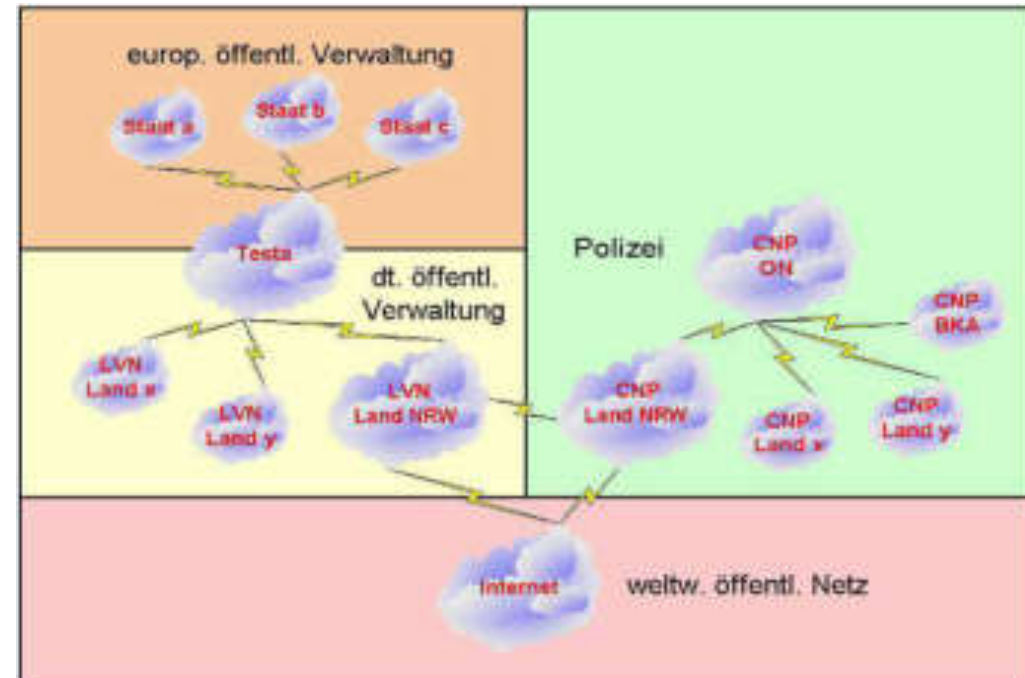 europ. öffentl. Verwaltung
Staat a
Staat b
Staat c
Testa
dt. öffentl.
Verwaltung
LVN
Land x
LVN
Land y
LVN
Land NRW
Polizei
CNP
ON
CNP
BKA
CNP
Land NRW
CNP
Land x
CNP
Land y
Internet
weltw. öffentl. Netz